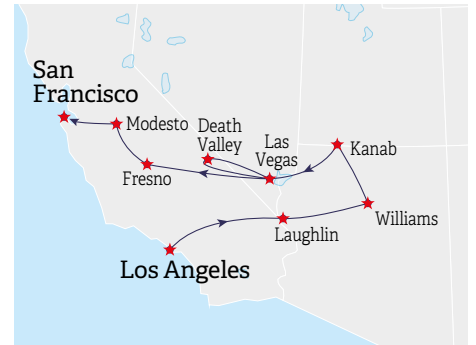 San
Francisco
Modesto
Death
Valley
Las
Vegas
Kanab
Fresno
Williams
Laughlin
Los Angeles